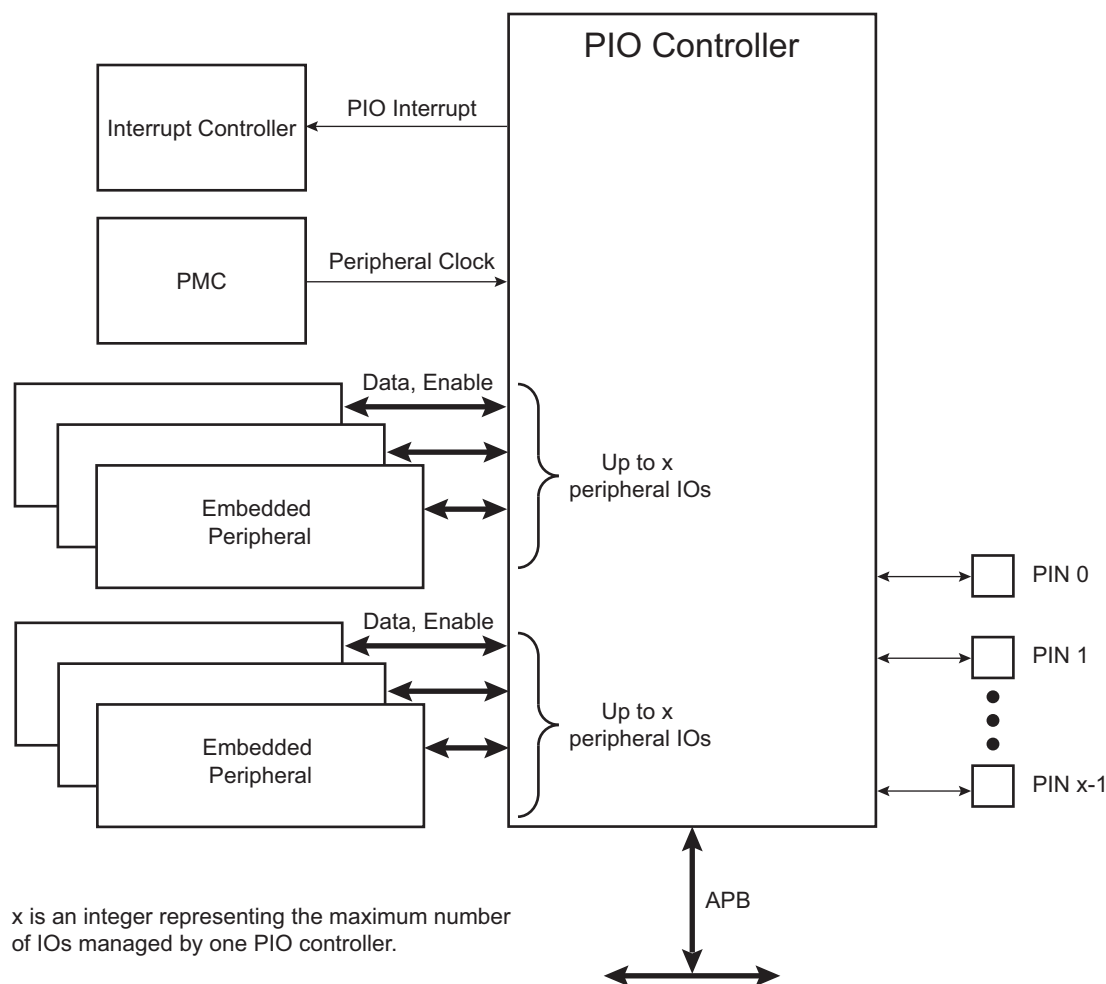 PIO Controller
PIO Interrupt
Interrupt Controller
Peripheral Clock
PMC
Data, Enable
Up to x
peripheral IOs
Embedded
Peripheral
PIN 0
Data, Enable
PIN 1
Up to x
peripheral IOs
Embedded
Peripheral
PIN x-1
APB
x is an integer representing the maximum number
of IOs managed by one PIO controller.